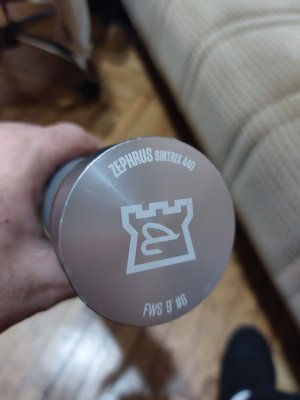 ZEPHRUS SINTRIX 440
FWS 9' #6